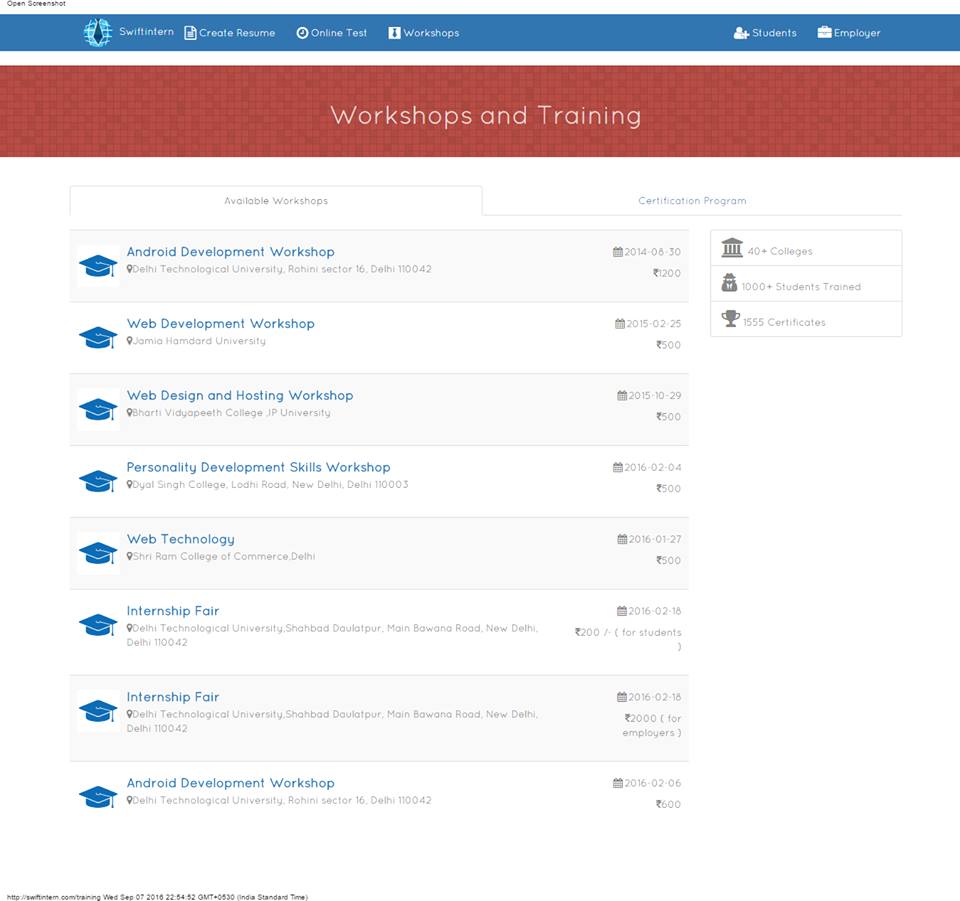 Open Screenshot
Swiftintern Create Resume Online Test Workshops Students Employer
Workshops and Training
Available Workshops Certification Program
Android Development Workshop 2014-08-30
Delhi Technological University, Rohini sector 16, Delhi 110042 ₹1200
40+ Colleges
1000+ Students Trained
1555 Certificates
Web Development Workshop 2015-02-25
Jamia Hamdard University ₹500
Web Design and Hosting Workshop 2015-10-29
Bharti Vidyapeeth College ,IP University ₹500
Personality Development Skills Workshop 2016-02-04
Dyal Singh College, Lodhi Road, New Delhi, Delhi 110003 ₹500
Web Technology 2016-01-27
Shri Ram College of Commerce,Delhi ₹500
Internship Fair 2016-02-18
Delhi Technological University,Shahbad Daulatpur, Main Bawana Road, New Delhi, ₹200 /- ( for students
Delhi 110042 )
Internship Fair 2016-02-18
Delhi Technological University,Shahbad Daulatpur, Main Bawana Road, New Delhi, ₹2000 ( for
Delhi 110042 employers )
Android Development Workshop 2016-02-06
Delhi Technological University, Rohini sector 16, Delhi 110042 ₹600
http://swiftintern.com/training Wed Sep 07 2016 22:54:52 GMT+0530 (India Standard Time)